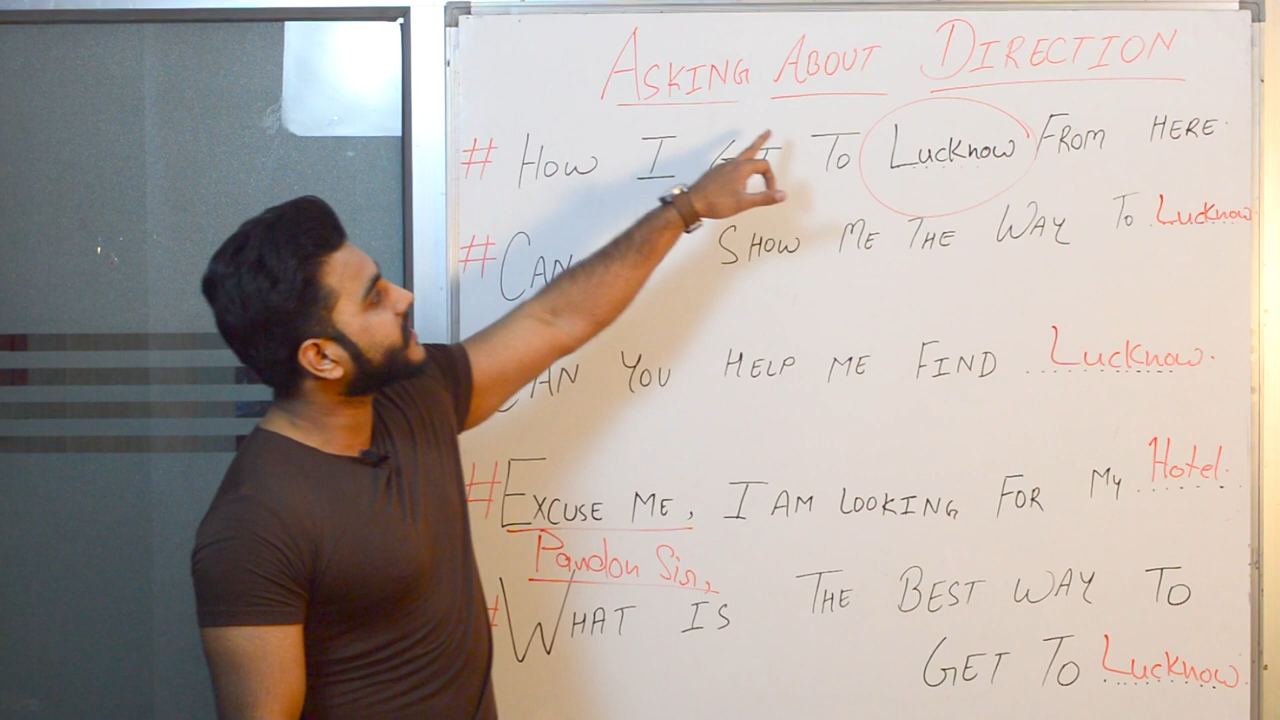 ASKING ABOUT DIRECTION
# HOW I GET TO Lucknow FROM HERE.
# CAN SHOW ME THE WAY TO Lucknow
CAN YOU HELP ME FIND Lucknow.
# EXCUSE ME, I AM LOOKING FOR MY Hotel.
Pardon Sir,
# WHAT IS THE BEST WAY TO
GET TO Lucknow.